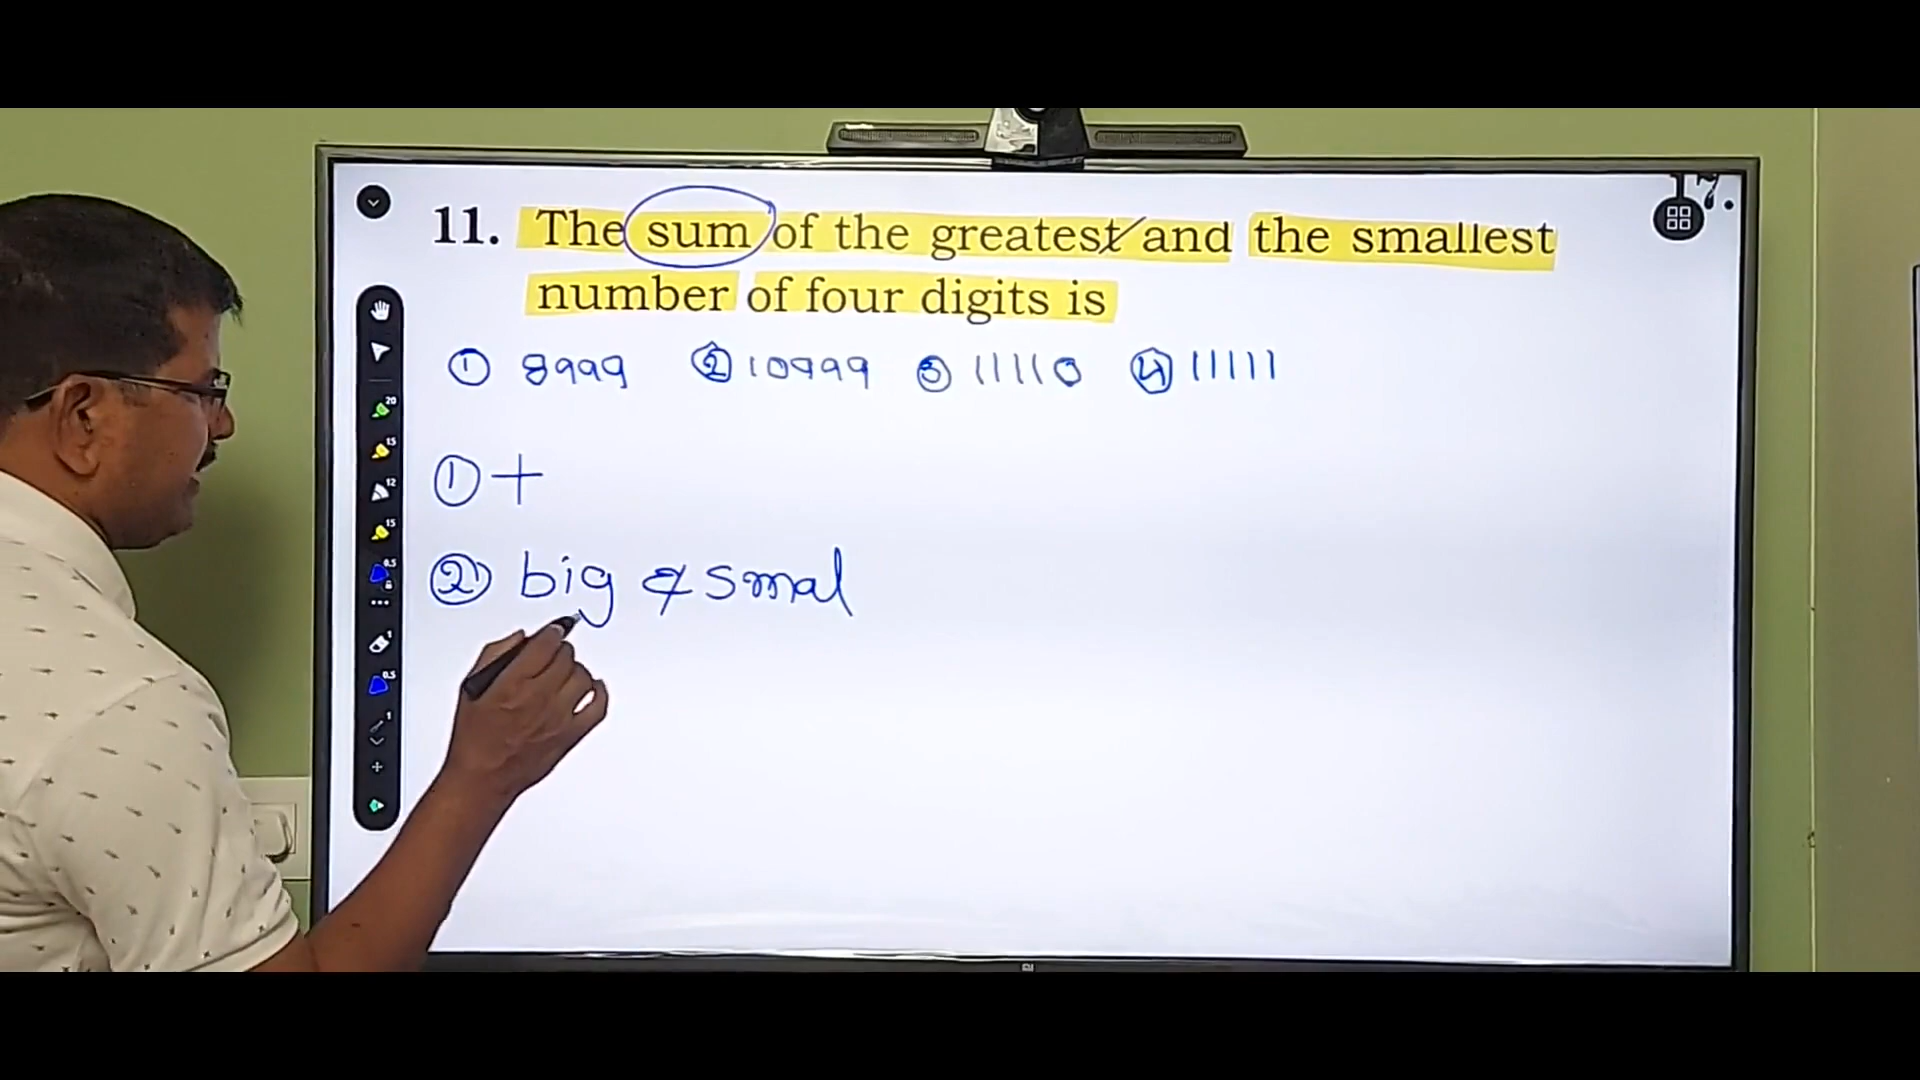 17.
11. The sum of the greatest and the smallest
number of four digits is
① 8999 ② 10999 ③ 11110 ④ 11111
① +
② big & smal